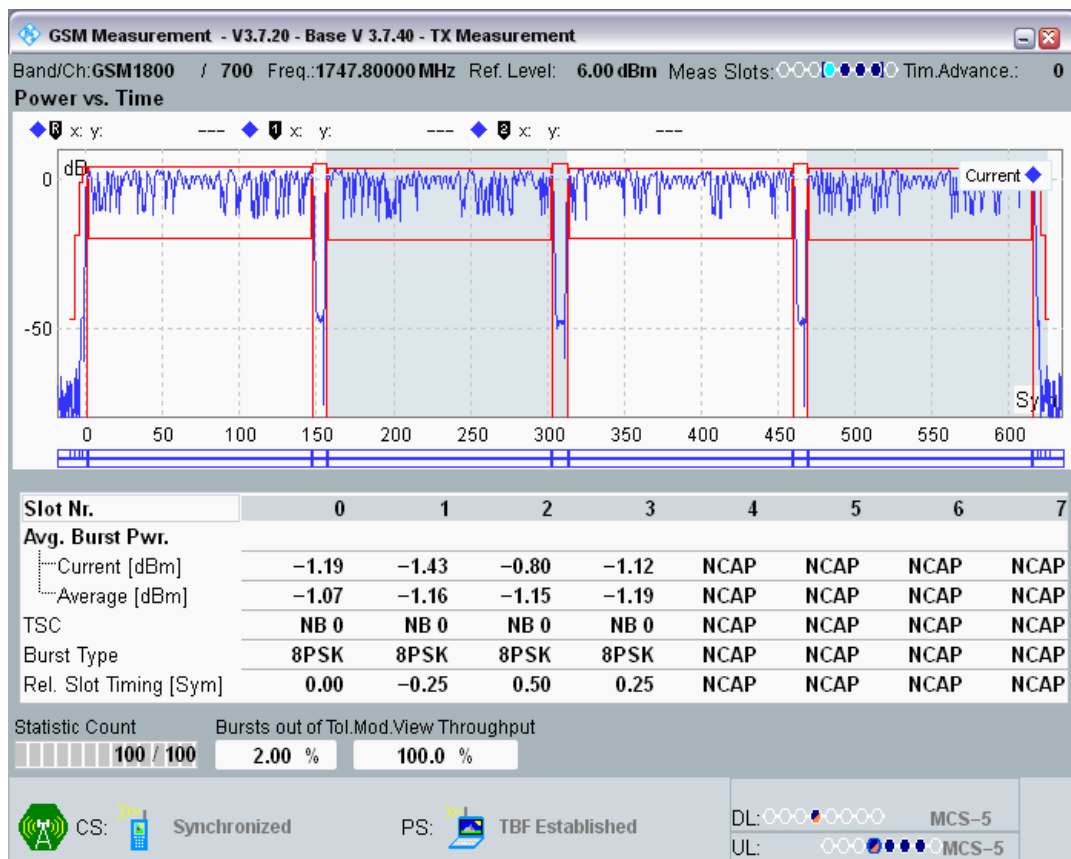 GSM Measurement - V3.7.20 - Base V 3.7.40 - TX Measurement
Band/Ch:GSM1800 / 700 Freq.:1747.80000 MHz Ref. Level: 6.00 dBm Meas Slots: Tim.Advance.: 0
Power vs. Time
R x: y: --- 1 x: y: --- 2 x: y: ---
dB
0
Current
-50
0 50 100 150 200 250 300 350 400 450 500 550 600
Slot Nr. 0 1 2 3 4 5 6 7
Avg. Burst Pwr.
Current [dBm] −1.19 −1.43 −0.80 −1.12 NCAP NCAP NCAP NCAP
Average [dBm] −1.07 −1.16 −1.15 −1.19 NCAP NCAP NCAP NCAP
TSC NB 0 NB 0 NB 0 NB 0 NCAP NCAP NCAP NCAP
Burst Type 8PSK 8PSK 8PSK 8PSK NCAP NCAP NCAP NCAP
Rel. Slot Timing [Sym] 0.00 −0.25 0.50 0.25 NCAP NCAP NCAP NCAP
Statistic Count Bursts out of Tol. Mod.View Throughput
100 / 100 2.00 % 100.0 %
CS: Synchronized PS: TBF Established
DL: MCS−5
UL: MCS−5